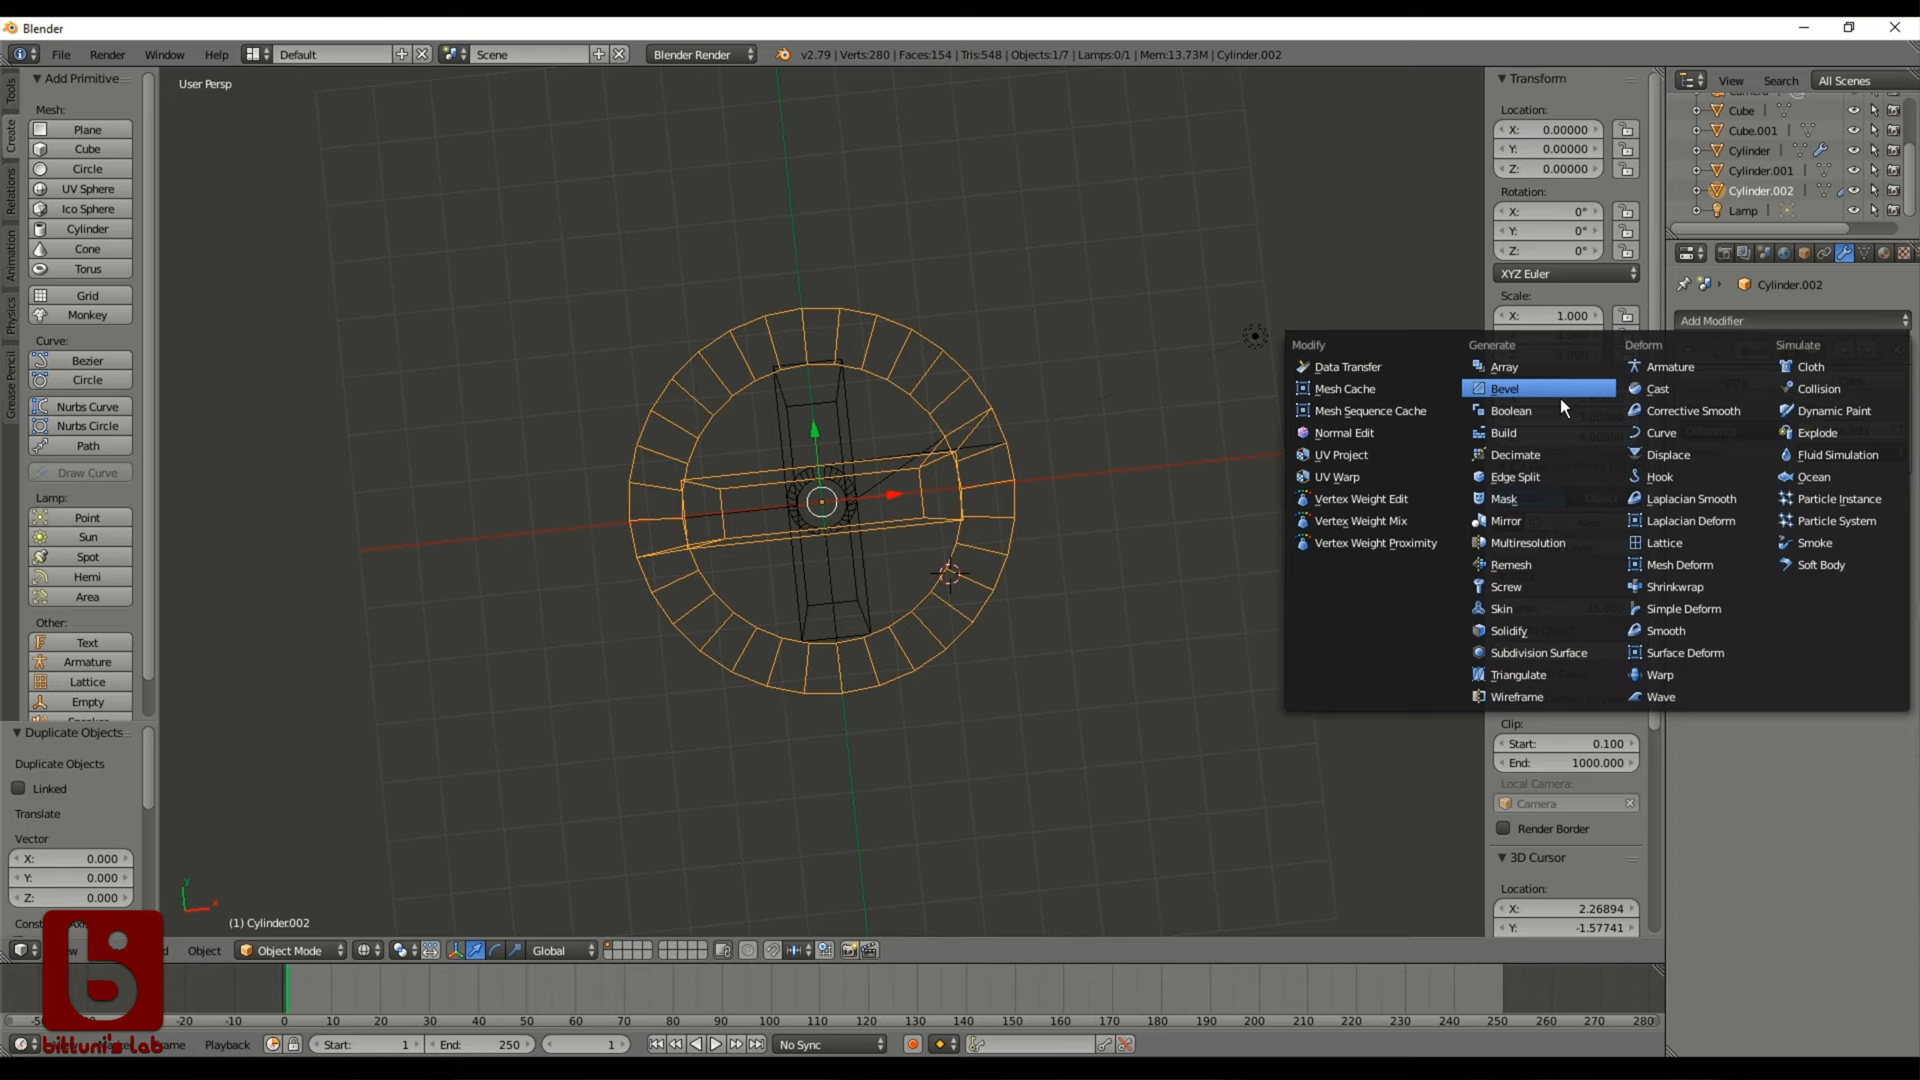 Blender
File Render Window Help Default Scene Blender Render v2.79 | Verts:280 | Faces:154 | Tris:548 | Objects:1/7 | Lamps:0/1 | Mem:13.73M | Cylinder.002
Tools
Create
Relations
Animation
Physics
Grease Pencil
Add Primitive
Mesh:
Plane
Cube
Circle
UV Sphere
Ico Sphere
Cylinder
Cone
Torus
Grid
Monkey
Curve:
Bezier
Circle
Nurbs Curve
Nurbs Circle
Path
Draw Curve
Lamp:
Point
Sun
Spot
Hemi
Area
Other:
Text
Armature
Lattice
Empty
Duplicate Objects
Duplicate Objects
Linked
Translate
Vector
X: 0.000
Y: 0.000
Z: 0.000
User Persp
(1) Cylinder.002
Transform
Location:
X: 0.00000
Y: 0.00000
Z: 0.00000
Rotation:
X: 0°
Y: 0°
Z: 0°
XYZ Euler
Scale:
X: 1.000
Modify
Data Transfer
Mesh Cache
Mesh Sequence Cache
Normal Edit
UV Project
UV Warp
Vertex Weight Edit
Vertex Weight Mix
Vertex Weight Proximity
Generate
Array
Bevel
Boolean
Build
Decimate
Edge Split
Mask
Mirror
Multiresolution
Remesh
Screw
Skin
Solidify
Subdivision Surface
Triangulate
Wireframe
Deform
Armature
Cast
Corrective Smooth
Curve
Displace
Hook
Laplacian Smooth
Laplacian Deform
Lattice
Mesh Deform
Shrinkwrap
Simple Deform
Smooth
Surface Deform
Warp
Wave
Simulate
Cloth
Collision
Dynamic Paint
Explode
Fluid Simulation
Ocean
Particle Instance
Particle System
Smoke
Soft Body
Clip:
Start: 0.100
End: 1000.000
Local Camera:
Camera
Render Border
3D Cursor
Location:
X: 2.26894
Y: -1.57741
View Search All Scenes
Cube
Cube.001
Cylinder
Cylinder.001
Cylinder.002
Lamp
Cylinder.002
Add Modifier
Object Object Mode Global
-20 -10 0 10 20 30 40 50 60 70 80 90 100 110 120 130 140 150 160 170 180 190 200 210 220 230 240 250 260 270 280
Playback Start: 1 End: 250 1 No Sync
b
bittuni's lab